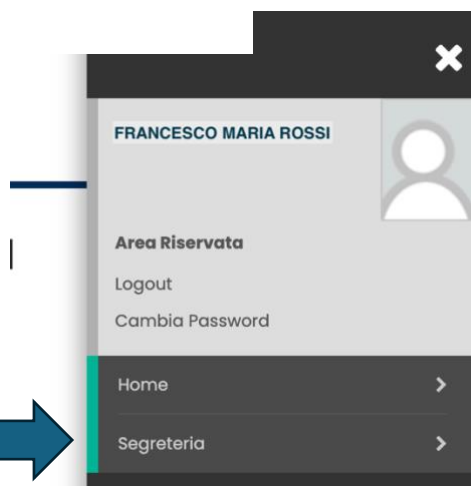 FRANCESCO MARIA ROSSI
Area Riservata
Logout
Cambia Password
Home
Segreteria